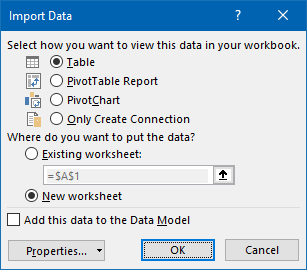 Import Data
?
Select how you want to view this data in your workbook.
Table
PivotTable Report
PivotChart
Only Create Connection
Where do you want to put the data?
Existing worksheet:
=$A$1
New worksheet
Add this data to the Data Model
Properties...
OK
Cancel